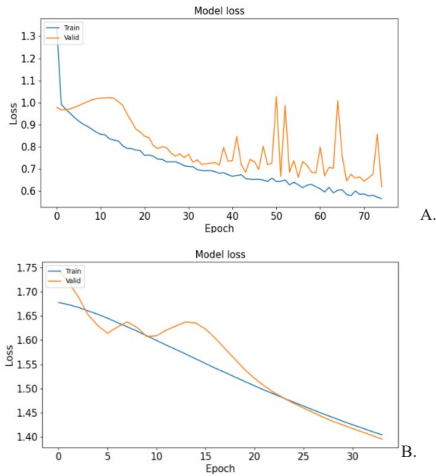 Model loss
1.3
1.2
1.1
1.0
0.9
0.8
0.7
0.6
Loss
Train
Valid
0 10 20 30 40 50 60 70
Epoch
A.
Model loss
1.75
1.70
1.65
1.60
1.55
1.50
1.45
1.40
Loss
Train
Valid
0 5 10 15 20 25 30
Epoch
B.